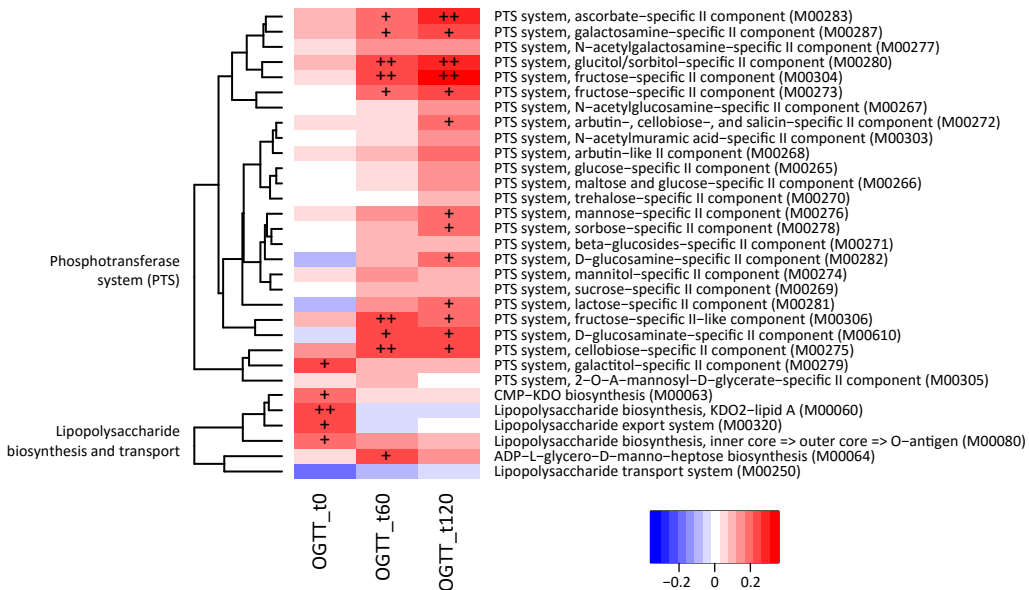 ++ ++ PTS system, ascorbate−specific II component (M00283)
+ + PTS system, galactosamine−specific II component (M00287)
PTS system, N−acetylgalactosamine−specific II component (M00277)
++ ++ PTS system, glucitol/sorbitol−specific II component (M00280)
++ ++ PTS system, fructose−specific II component (M00304)
+ + PTS system, fructose−specific II component (M00273)
PTS system, N−acetylglucosamine−specific II component (M00267)
+ PTS system, arbutin−, cellobiose−, and salicin−specific II component (M00272)
PTS system, N−acetylmuramic acid−specific II component (M00303)
PTS system, arbutin−like II component (M00268)
PTS system, glucose−specific II component (M00265)
PTS system, maltose and glucose−specific II component (M00266)
PTS system, trehalose−specific II component (M00270)
+ PTS system, mannose−specific II component (M00276)
+ PTS system, sorbose−specific II component (M00278)
PTS system, beta−glucosides−specific II component (M00271)
+ PTS system, D−glucosamine−specific II component (M00282)
PTS system, mannitol−specific II component (M00274)
PTS system, sucrose−specific II component (M00269)
+ PTS system, lactose−specific II component (M00281)
++ + PTS system, fructose−specific II−like component (M00306)
+ + PTS system, D−glucosaminate−specific II component (M00610)
++ + PTS system, cellobiose−specific II component (M00275)
+ PTS system, galactitol−specific II component (M00279)
PTS system, 2−O−A−mannosyl−D−glycerate−specific II component (M00305)
+ CMP−KDO biosynthesis (M00063)
++ Lipopolysaccharide biosynthesis, KDO2−lipid A (M00060)
+ Lipopolysaccharide export system (M00320)
+ Lipopolysaccharide biosynthesis, inner core => outer core => O−antigen (M00080)
+ ADP−L−glycero−D−manno−heptose biosynthesis (M00064)
Lipopolysaccharide transport system (M00250)
Phosphotransferase
system (PTS)
Lipopolysaccharide
biosynthesis and transport
OGTT_t0
OGTT_t60
OGTT_t120
−0.2 0 0.2